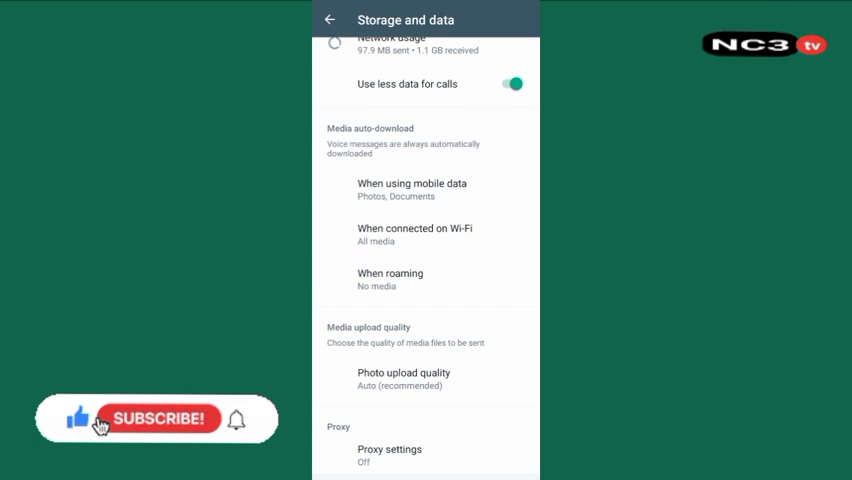 Storage and data
Network usage
97.9 MB sent • 1.1 GB received
Use less data for calls
Media auto-download
Voice messages are always automatically
downloaded
When using mobile data
Photos, Documents
When connected on Wi-Fi
All media
When roaming
No media
Media upload quality
Choose the quality of media files to be sent
Photo upload quality
Auto (recommended)
Proxy
Proxy settings
Off
NC3 tv
SUBSCRIBE!